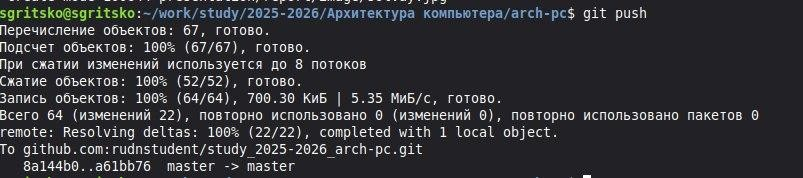 sgritsko@sgritsko:~/work/study/2025-2026/Архитектура компьютера/arch-pc$ git push
Перечисление объектов: 67, готово.
Подсчет объектов: 100% (67/67), готово.
При сжатии изменений используется до 8 потоков
Сжатие объектов: 100% (52/52), готово.
Запись объектов: 100% (64/64), 700.30 КиБ | 5.35 МиБ/с, готово.
Всего 64 (изменений 22), повторно использовано 0 (изменений 0), повторно использовано пакетов 0
remote: Resolving deltas: 100% (22/22), completed with 1 local object.
To github.com:rudnstudent/study_2025-2026_arch-pc.git
   8a144b0..a61bb76  master -> master